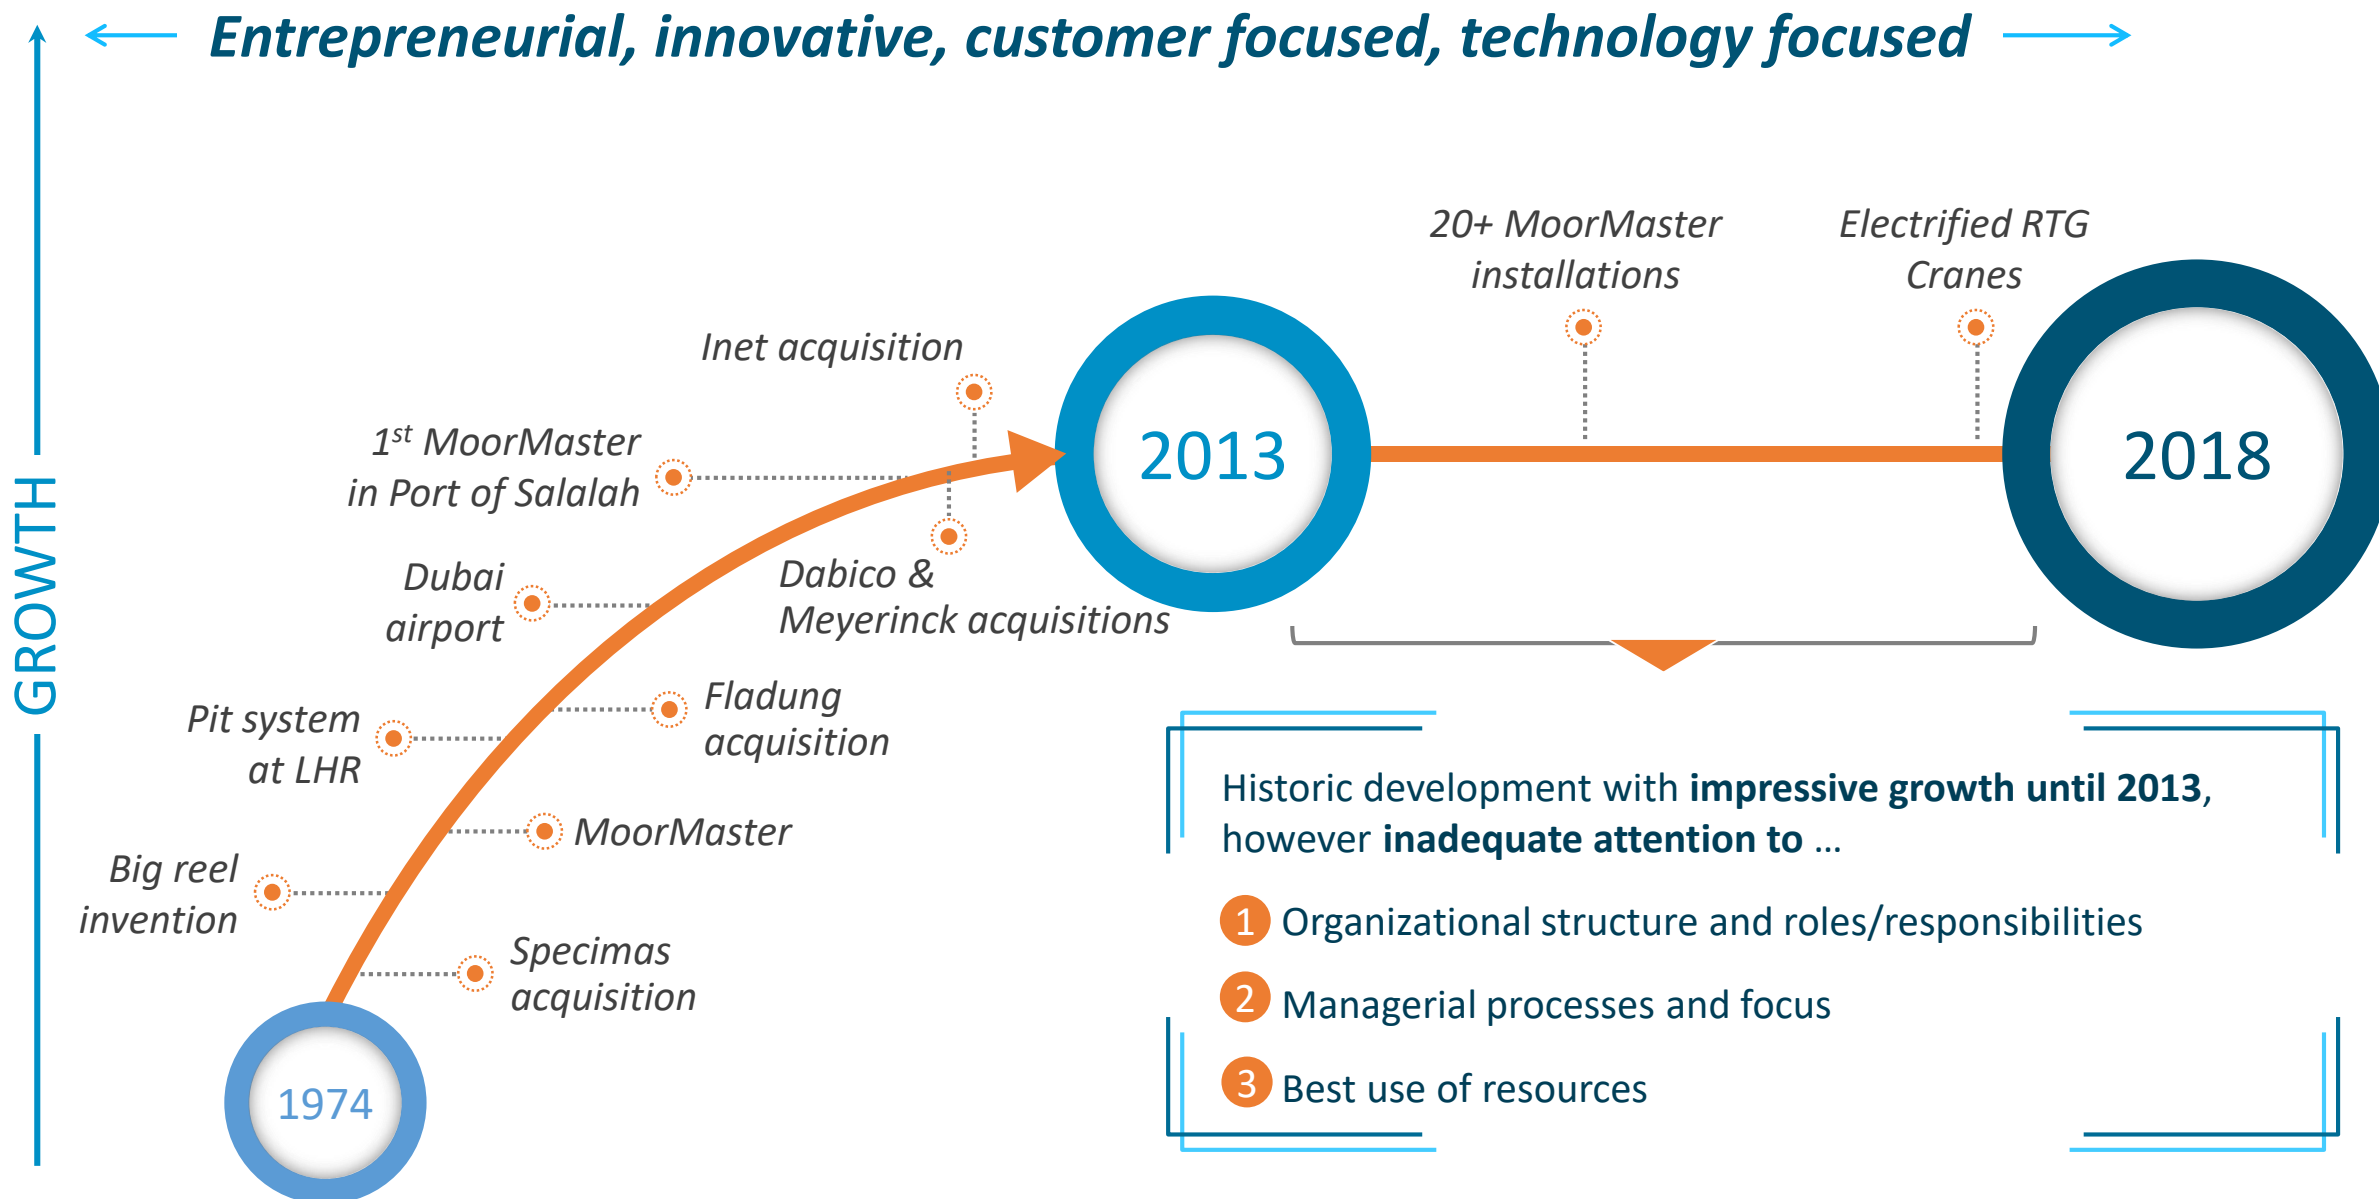 Entrepreneurial, innovative, customer focused, technology focused
GROWTH
20+ MoorMaster
installations
Electrified RTG
Cranes
Inet acquisition
1st MoorMaster
in Port of Salalah
2013
2018
Dubai
airport
Dabico &
Meyerinck acquisitions
Pit system
at LHR
Fladung
acquisition
MoorMaster
Big reel
invention
Specimas
acquisition
1974
Historic development with impressive growth until 2013,
however inadequate attention to ...
1 Organizational structure and roles/responsibilities
2 Managerial processes and focus
3 Best use of resources